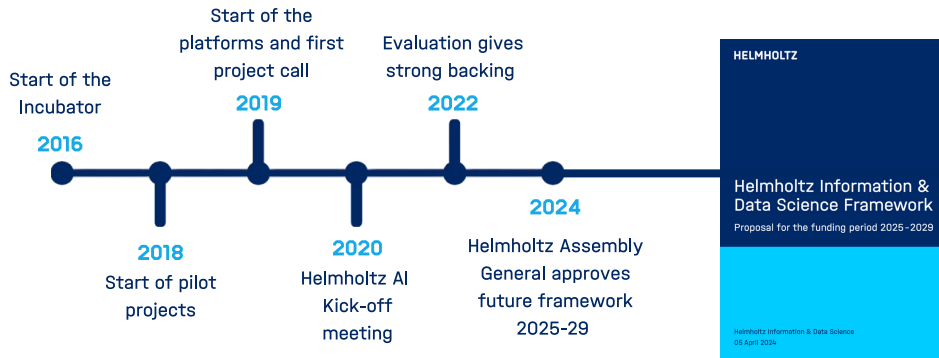 Start of the
Incubator
2016
2018
Start of pilot
projects
Start of the
platforms and first
project call
2019
2020
Helmholtz AI
Kick-off
meeting
Evaluation gives
strong backing
2022
2024
Helmholtz Assembly
General approves
future framework
2025-29
HELMHOLTZ
Helmholtz Information &
Data Science Framework
Proposal for the funding period 2025–2029
Helmholtz Information & Data Science
05 April 2024